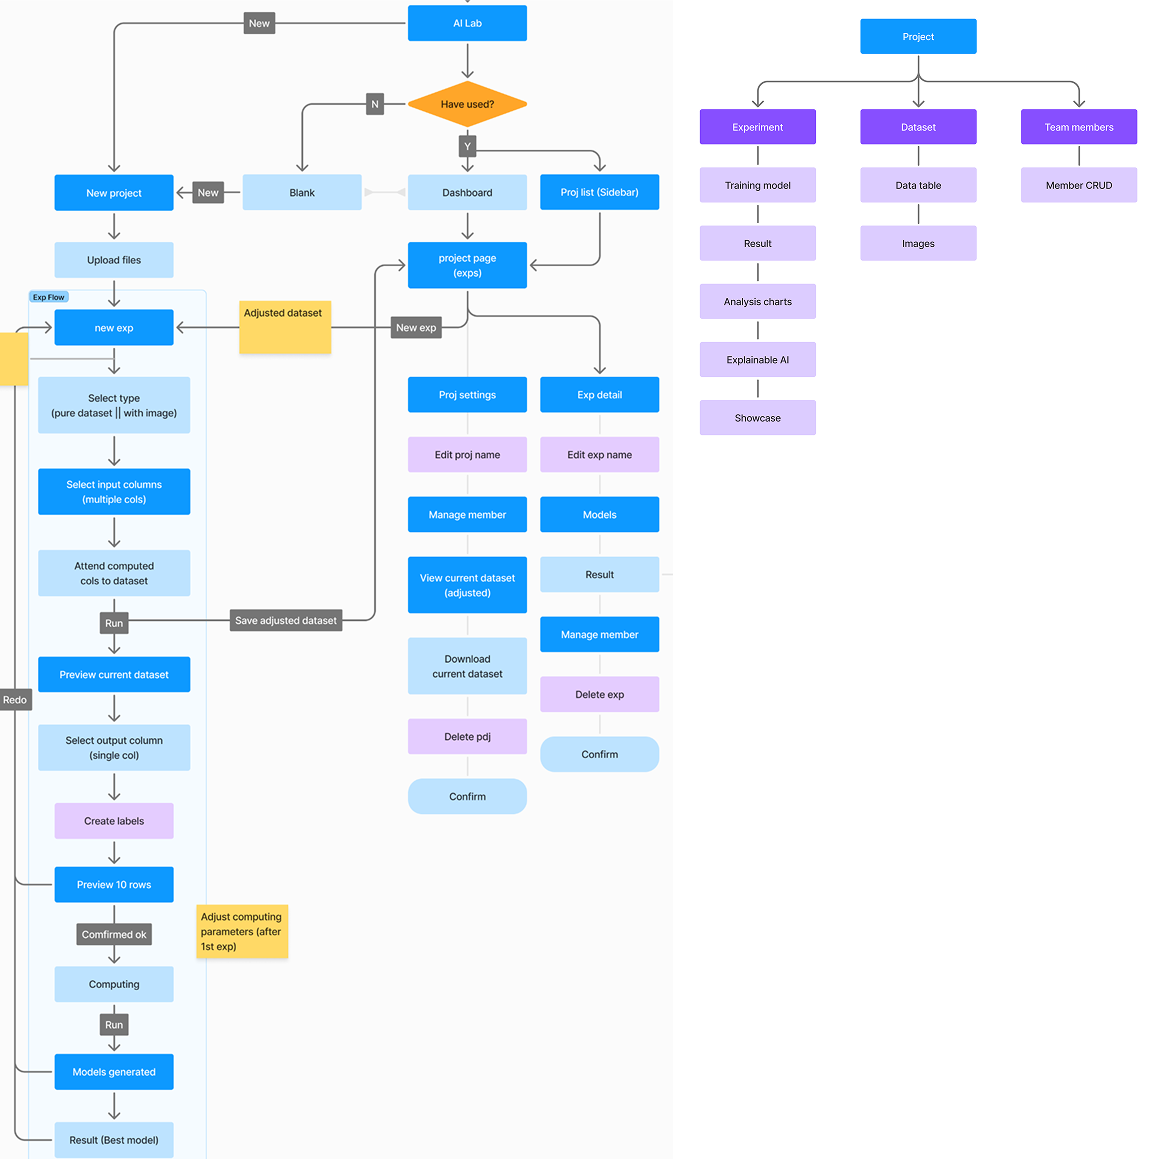 New
AI Lab
N
Have used?
Y
New project
New
Blank
Dashboard
Proj list (Sidebar)
Upload files
project page
(exps)
Exp Flow
new exp
Adjusted dataset
New exp
Select type
(pure dataset || with image)
Proj settings
Exp detail
Edit proj name
Edit exp name
Select input columns
(multiple cols)
Manage member
Models
Attend computed
cols to dataset
View current dataset
(adjusted)
Result
Run
Save adjusted dataset
Manage member
Preview current dataset
Download
current dataset
Redo
Delete exp
Select output column
(single col)
Delete pdj
Confirm
Confirm
Create labels
Preview 10 rows
Comfirmed ok
Adjust computing
parameters (after
1st exp)
Computing
Run
Models generated
Result (Best model)
Project
Experiment
Dataset
Team members
Training model
Data table
Member CRUD
Result
Images
Analysis charts
Explainable AI
Showcase